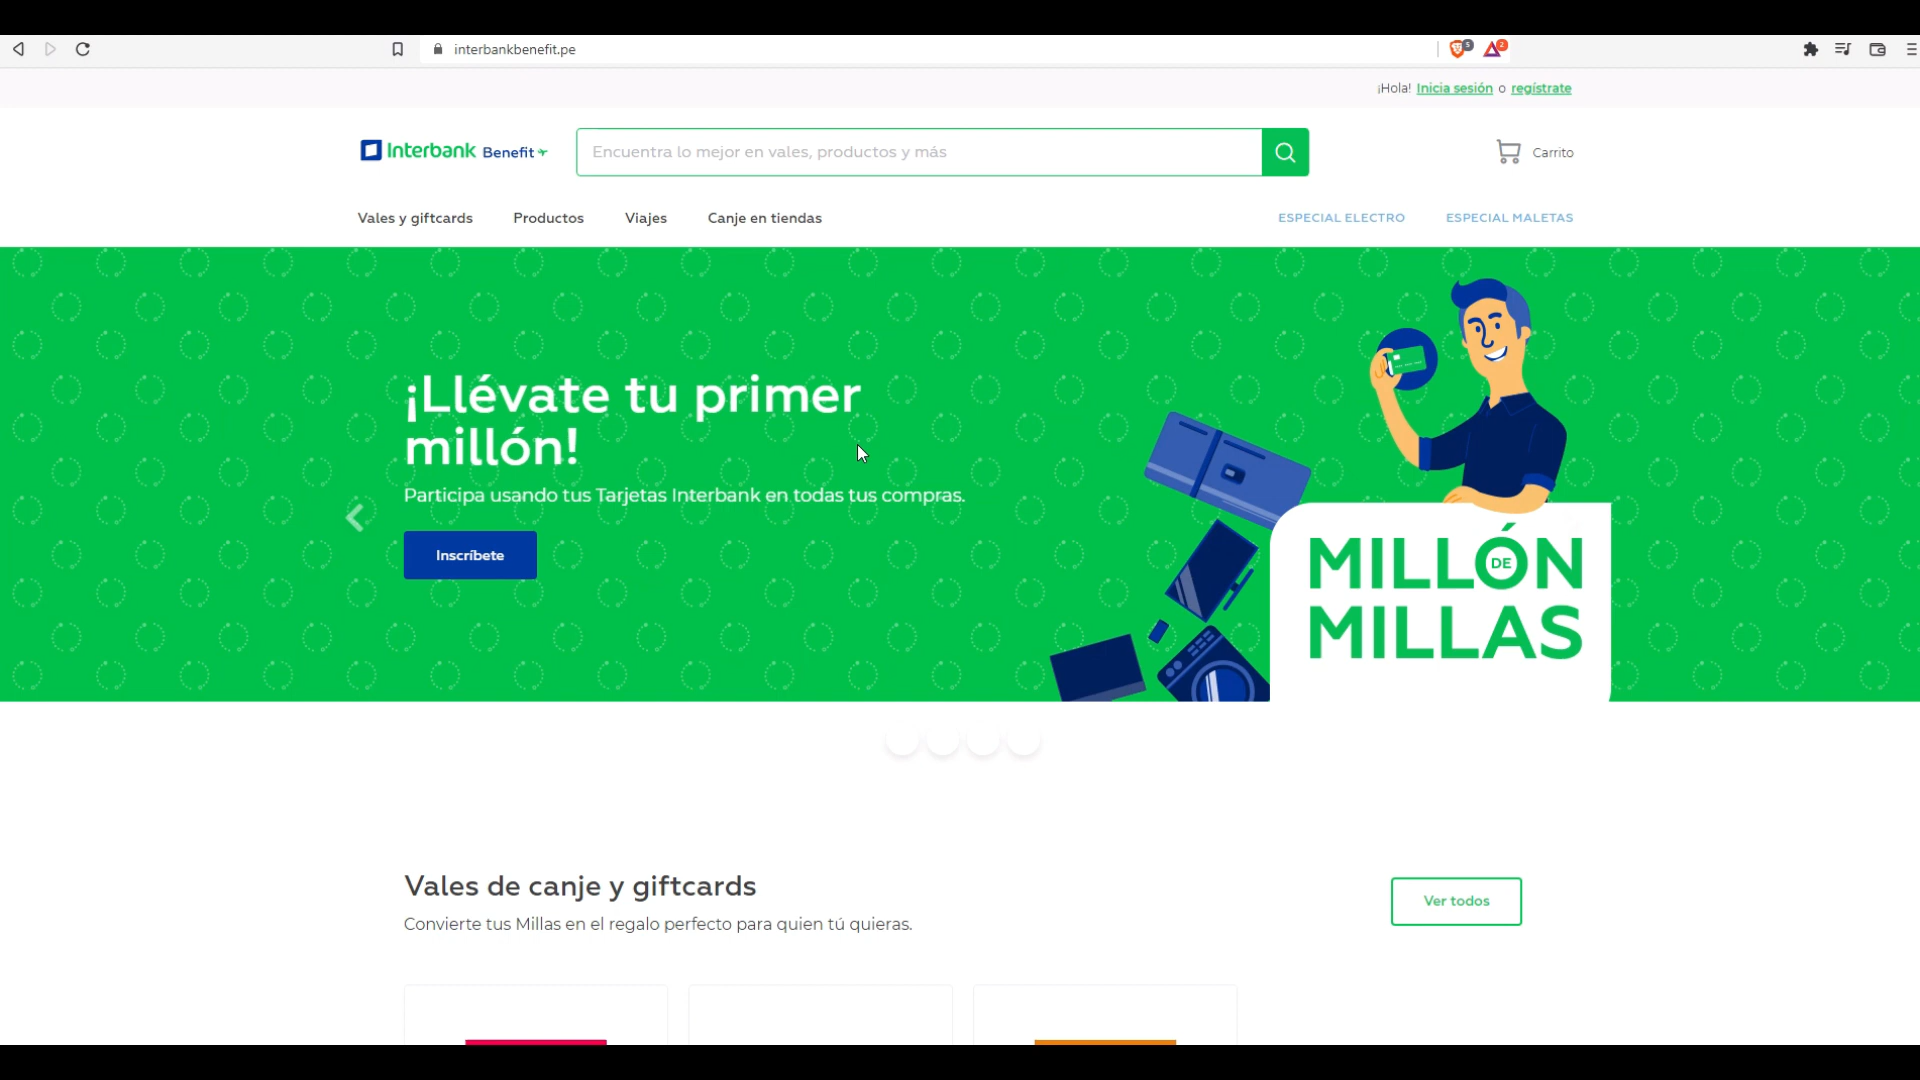 interbankbenefit.pe
5
2
¡Hola! Inicia sesión o regístrate
Interbank Benefit
Encuentra lo mejor en vales, productos y más
Carrito
Vales y giftcards
Productos
Viajes
Canje en tiendas
ESPECIAL ELECTRO
ESPECIAL MALETAS
¡Llévate tu primer
millón!
Participa usando tus Tarjetas Interbank en todas tus compras.
Inscríbete
MILLÓN
DE
MILLAS
Vales de canje y giftcards
Convierte tus Millas en el regalo perfecto para quien tú quieras.
Ver todos